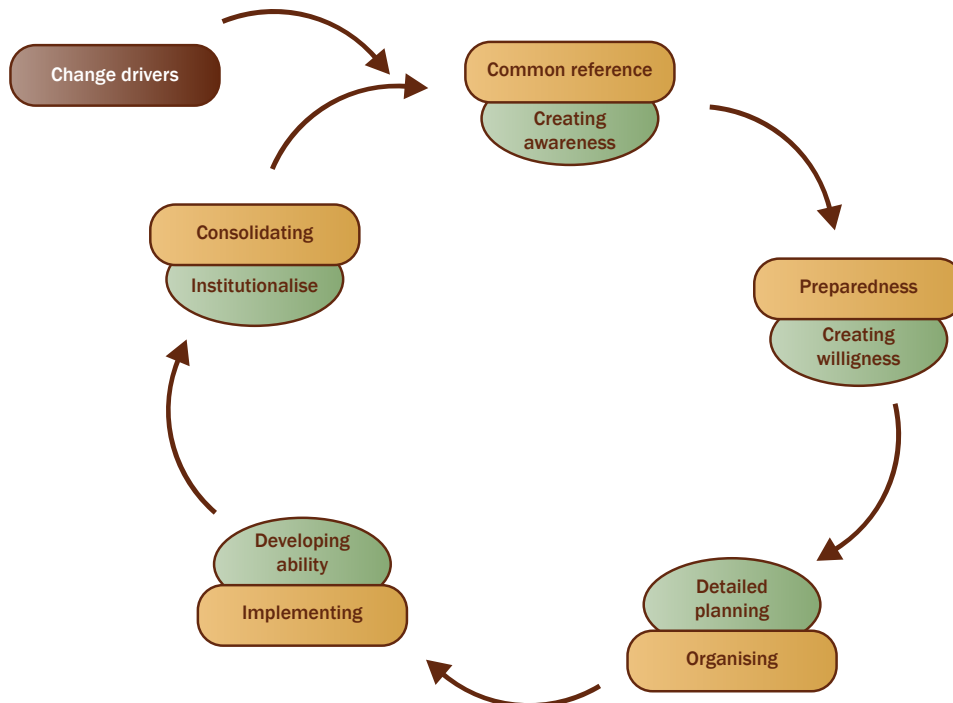 Change drivers
Common reference
Creating
awareness
Preparedness
Creating
willigness
Detailed
planning
Organising
Developing
ability
Implementing
Consolidating
Institutionalise